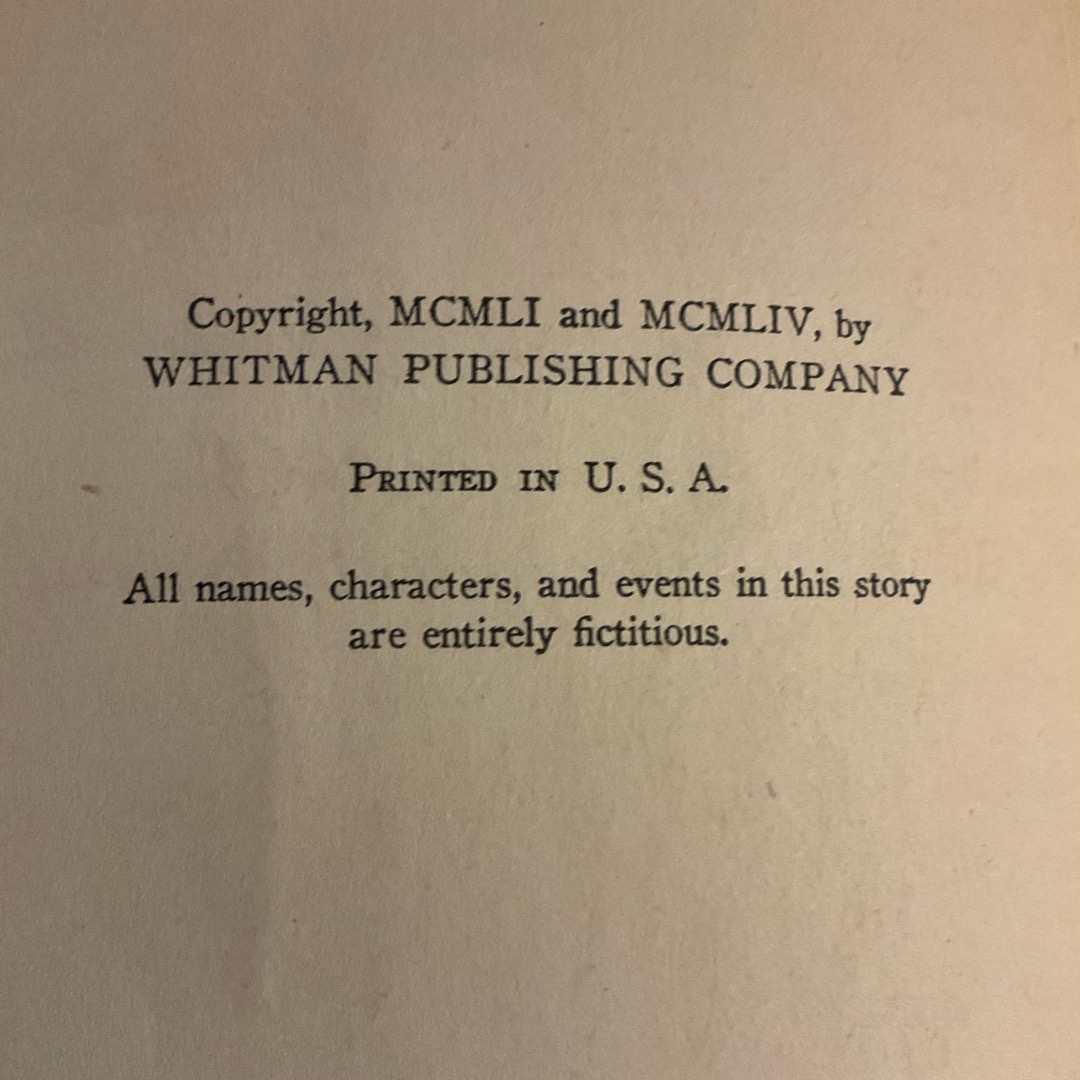 Copyright, MCMLI and MCMLIV, by
WHITMAN PUBLISHING COMPANY
PRINTED IN U. S. A.
All names, characters, and events in this story
are entirely fictitious.